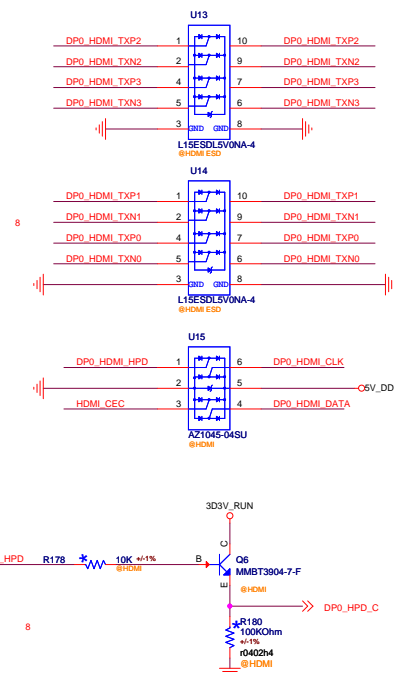 U13
DP0_HDMI_TXP2 1 10 DP0_HDMI_TXP2
DP0_HDMI_TXN2 2 9 DP0_HDMI_TXN2
DP0_HDMI_TXP3 4 7 DP0_HDMI_TXP3
DP0_HDMI_TXN3 5 6 DP0_HDMI_TXN3
3 GND GND 8
L15ESDL5V0NA-4
@HDMI ESD
U14
DP0_HDMI_TXP1 1 10 DP0_HDMI_TXP1
DP0_HDMI_TXN1 2 9 DP0_HDMI_TXN1
8
DP0_HDMI_TXP0 4 7 DP0_HDMI_TXP0
DP0_HDMI_TXN0 5 6 DP0_HDMI_TXN0
3 GND GND 8
L15ESDL5V0NA-4
@HDMI ESD
U15
DP0_HDMI_HPD 1 6 DP0_HDMI_CLK
2 5 5V_DD
HDMI_CEC 3 4 DP0_HDMI_DATA
AZ1045-04SU
@HDMI
3D3V_RUN
C
_HPD R178 * 10K +/-1% B Q6
@HDMI MMBT3904-7-F
E @HDMI
DP0_HPD_C
*R180
8 100KOhm
+/-1%
r0402h4
@HDMI